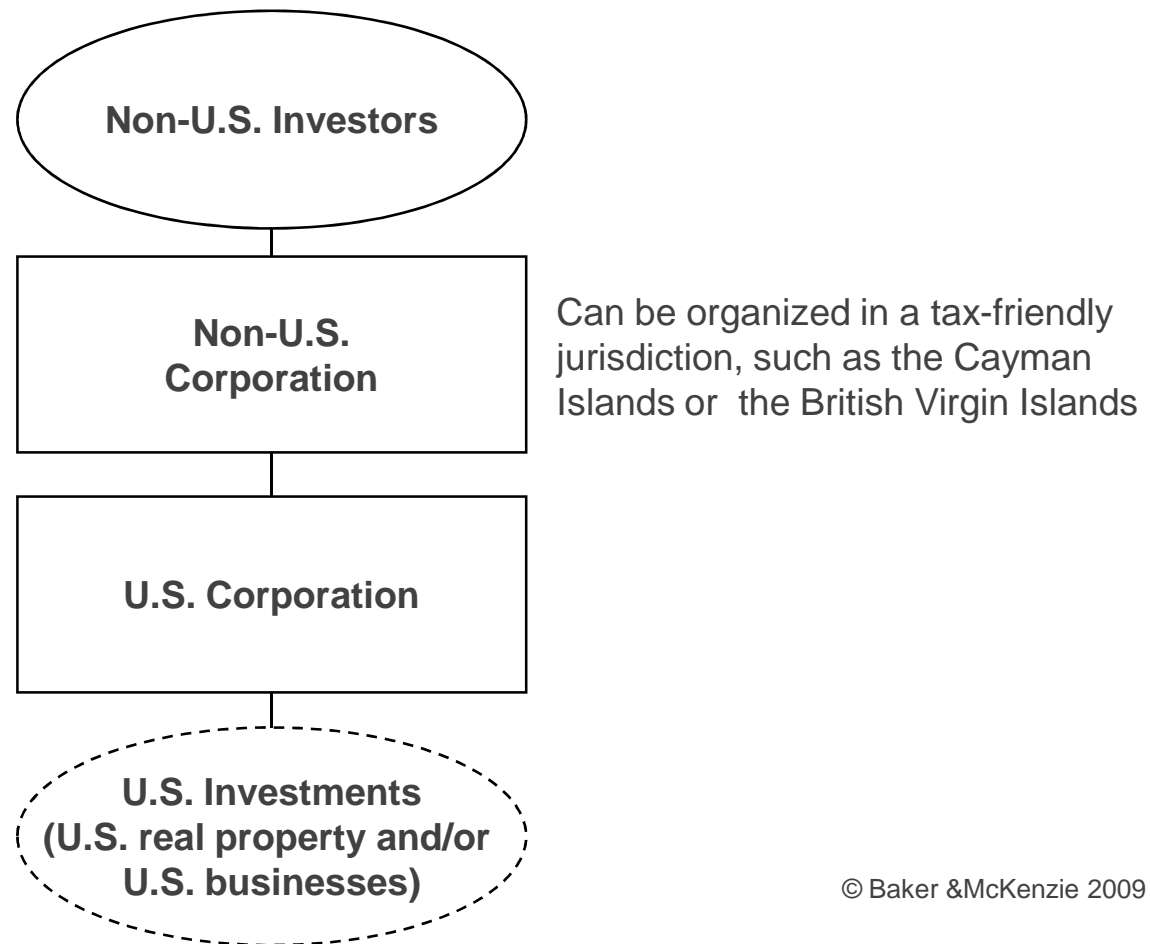 Non-U.S. Investors
Non-U.S.
Corporation
Can be organized in a tax-friendly
jurisdiction, such as the Cayman
Islands or  the British Virgin Islands
U.S. Corporation
U.S. Investments
(U.S. real property and/or
U.S. businesses)
© Baker &McKenzie 2009